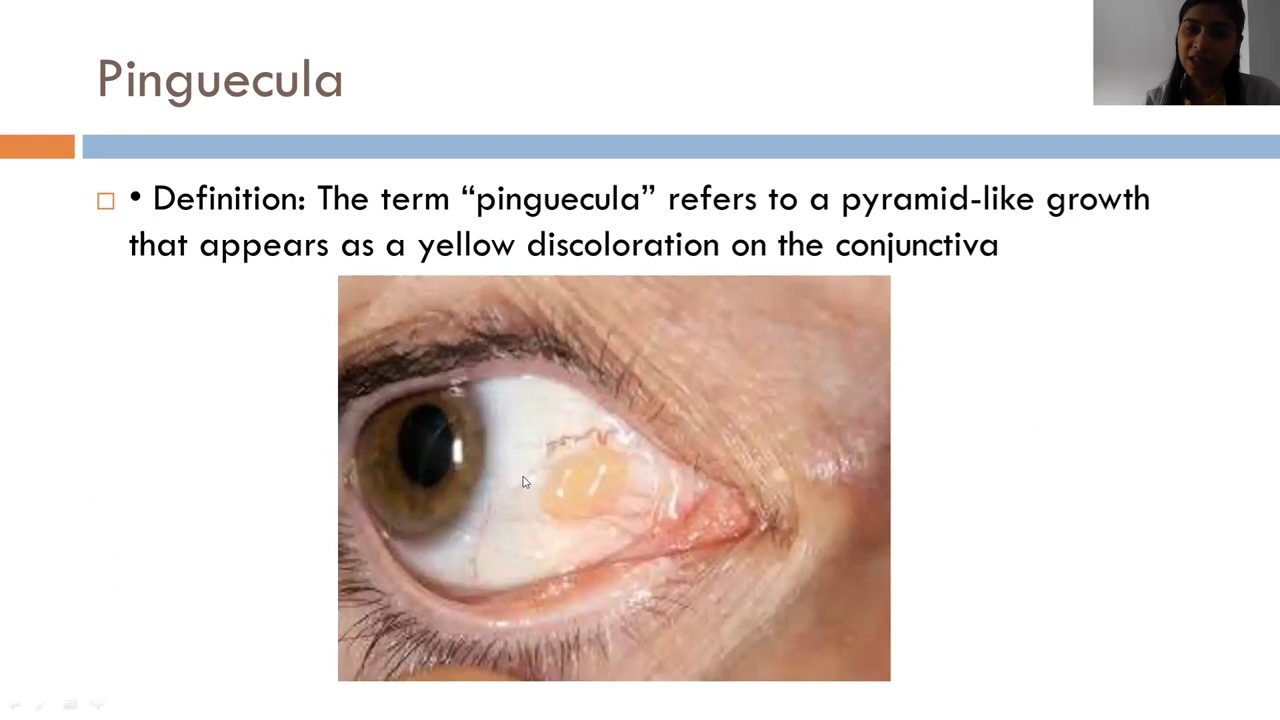 Pinguecula
• Definition: The term “pinguecula” refers to a pyramid-like growth
that appears as a yellow discoloration on the conjunctiva